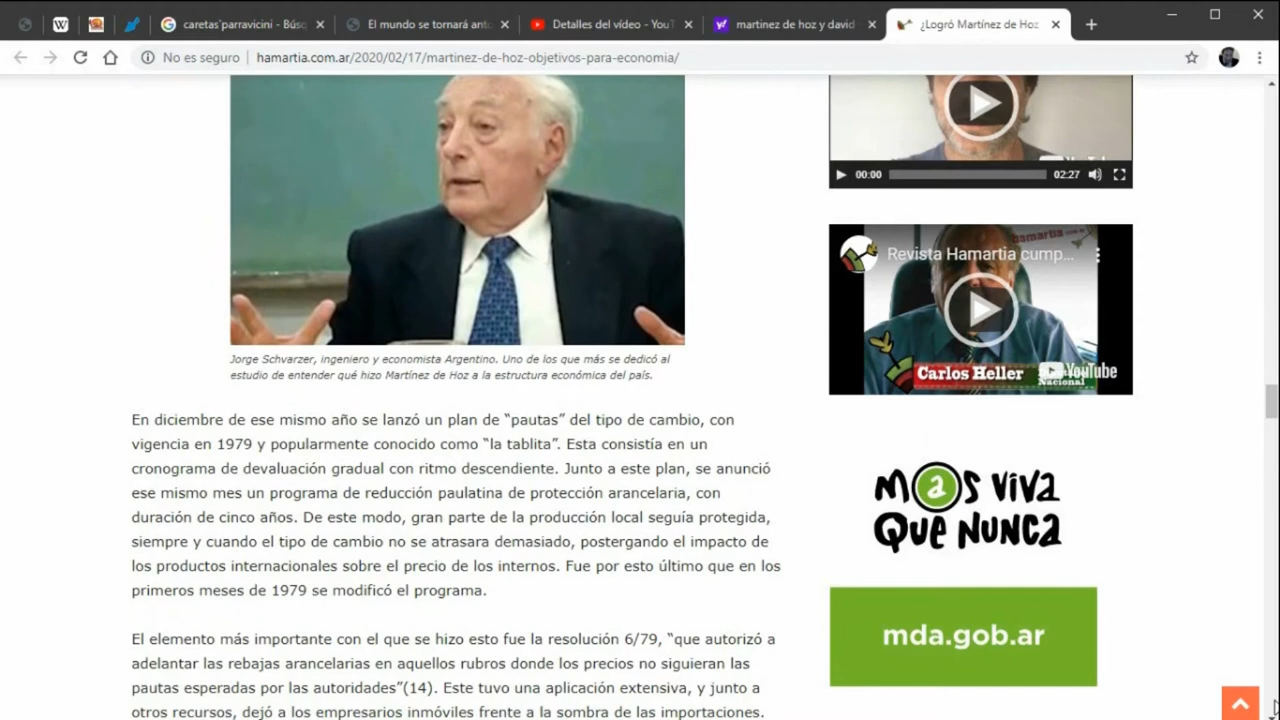 caretas parravicini - Búsq
El mundo se tornará anto
Detalles del vídeo - YouT
martinez de hoz y david
¿Logró Martínez de Hoz
No es seguro
hamartia.com.ar/2020/02/17/martinez-de-hoz-objetivos-para-economia/
Jorge Schvarzer, ingeniero y economista Argentino. Uno de los que más se dedicó al
estudio de entender qué hizo Martínez de Hoz a la estructura económica del país.
En diciembre de ese mismo año se lanzó un plan de “pautas” del tipo de cambio, con
vigencia en 1979 y popularmente conocido como “la tablita”. Esta consistía en un
cronograma de devaluación gradual con ritmo descendiente. Junto a este plan, se anunció
ese mismo mes un programa de reducción paulatina de protección arancelaria, con
duración de cinco años. De este modo, gran parte de la producción local seguía protegida,
siempre y cuando el tipo de cambio no se atrasara demasiado, postergando el impacto de
los productos internacionales sobre el precio de los internos. Fue por esto último que en los
primeros meses de 1979 se modificó el programa.
El elemento más importante con el que se hizo esto fue la resolución 6/79, “que autorizó a
adelantar las rebajas arancelarias en aquellos rubros donde los precios no siguieran las
pautas esperadas por las autoridades”(14). Este tuvo una aplicación extensiva, y junto a
otros recursos, dejó a los empresarios inmóviles frente a la sombra de las importaciones.
00:00
02:27
hamartia
Revista Hamartia cump...
Carlos Heller
YouTube
Nacional
mas viva
que nunca
mda.gob.ar